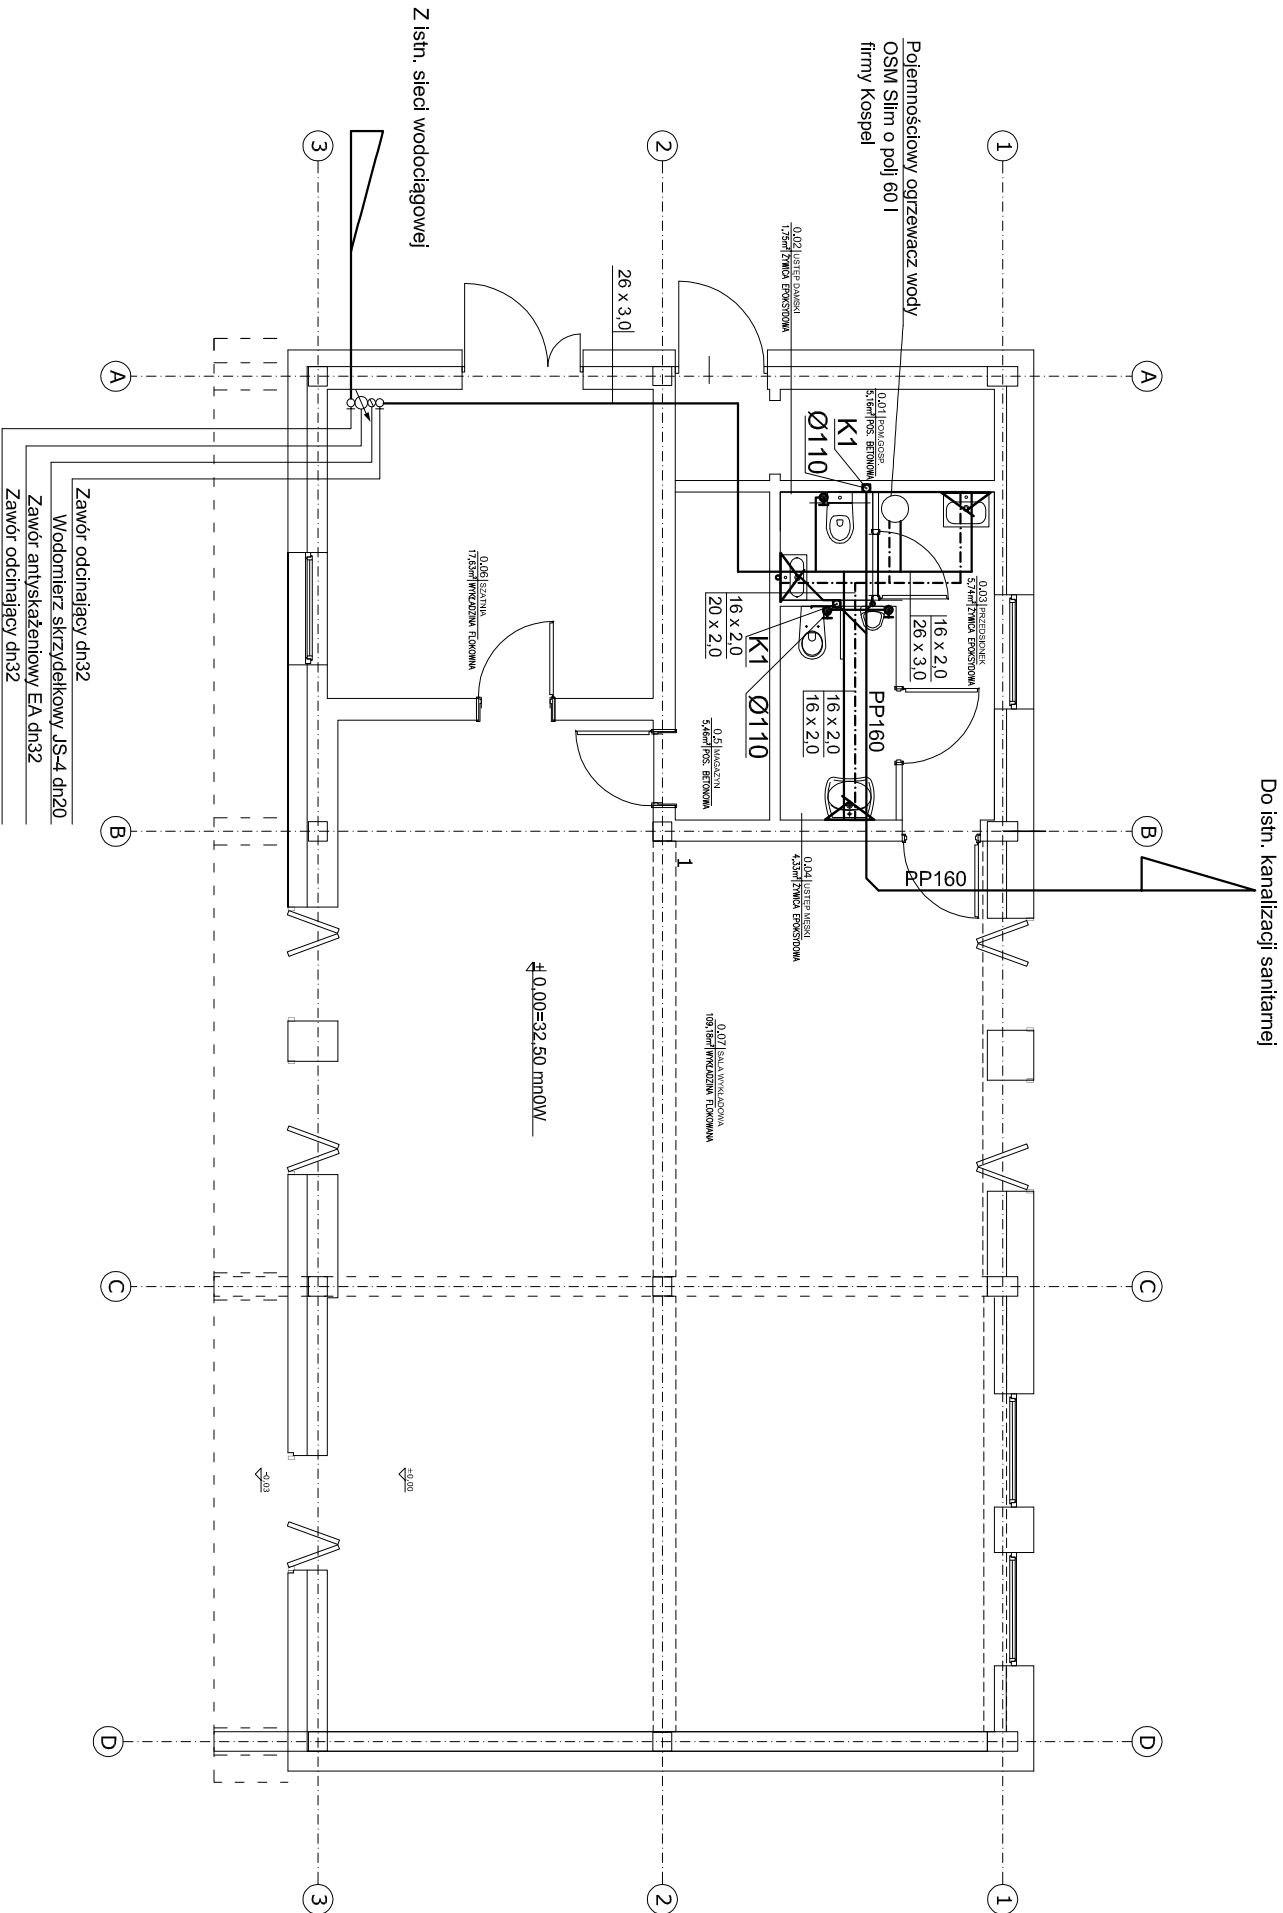 Do istn. kanalizacji sanitarnej
Pojemnościowy ogrzewacz wody
OSM Slim o polj 60 l
firmy Kospel
Z istn. sieci wodociągowej
1
1
2
2
3
3
A
A
B
B
C
C
D
D
0.01 POM.GOSP.
5,16m² POS. BETONOWA
0.02 USTĘP DAMSKI
1,75m² ŻYWICA EPOKSYDOWA
0.03 PRZEDSIONEK
5,74m² ŻYWICA EPOKSYDOWA
0.04 USTĘP MĘSKI
4,33m² ŻYWICA EPOKSYDOWA
0.5 MAGAZYN
5,46m² POS. BETONOWA
0.06 SZATNIA
17,63m² WYKŁADZINA FLOKOWNA
0.07 SALA WYKŁADOWA
109,18m² WYKŁADZINA FLOKOWANA
K1
Ø110
K1 Ø110
16 x 2,0
26 x 3,0
16 x 2,0
20 x 2,0
16 x 2,0
16 x 2,0
26 x 3,0
PP160
PP160
1
±0,00=32,50 mn0W
±0,00
-0,03
Zawór odcinający dn32
Wodomierz skrzydełkowy JS-4 dn20
Zawór antyskażeniowy EA dn32
Zawór odcinający dn32